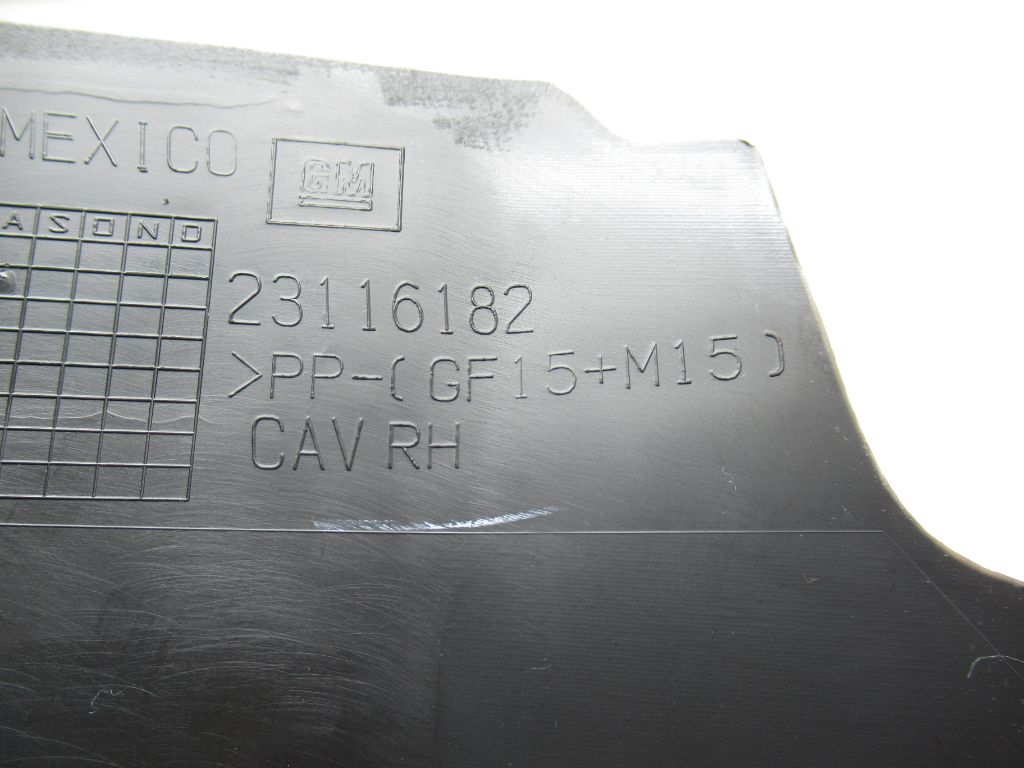 MEXICO
GM
ASOND
23116182
>PP-(GF15+M15)
CAV RH